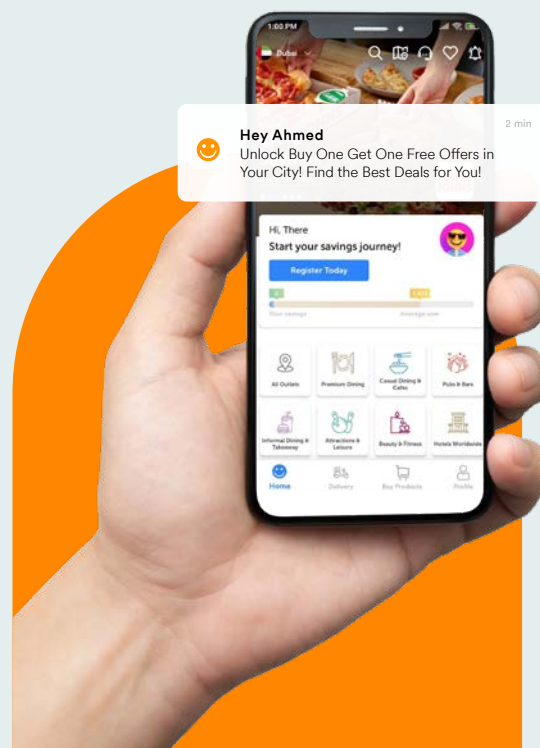 1:00 PM
Dubai
2 min
Hey Ahmed
Unlock Buy One Get One Free Offers in
Your City! Find the Best Deals for You!
Hi, There
Start your savings journey!
Register Today
Your savings
Average user
All Outlets
Premium Dining
Casual Dining &
Cafes
Pubs & Bars
Informal Dining &
Takeaway
Attractions &
Leisure
Beauty & Fitness
Hotels Worldwide
Home
Delivery
Buy Products
Profile